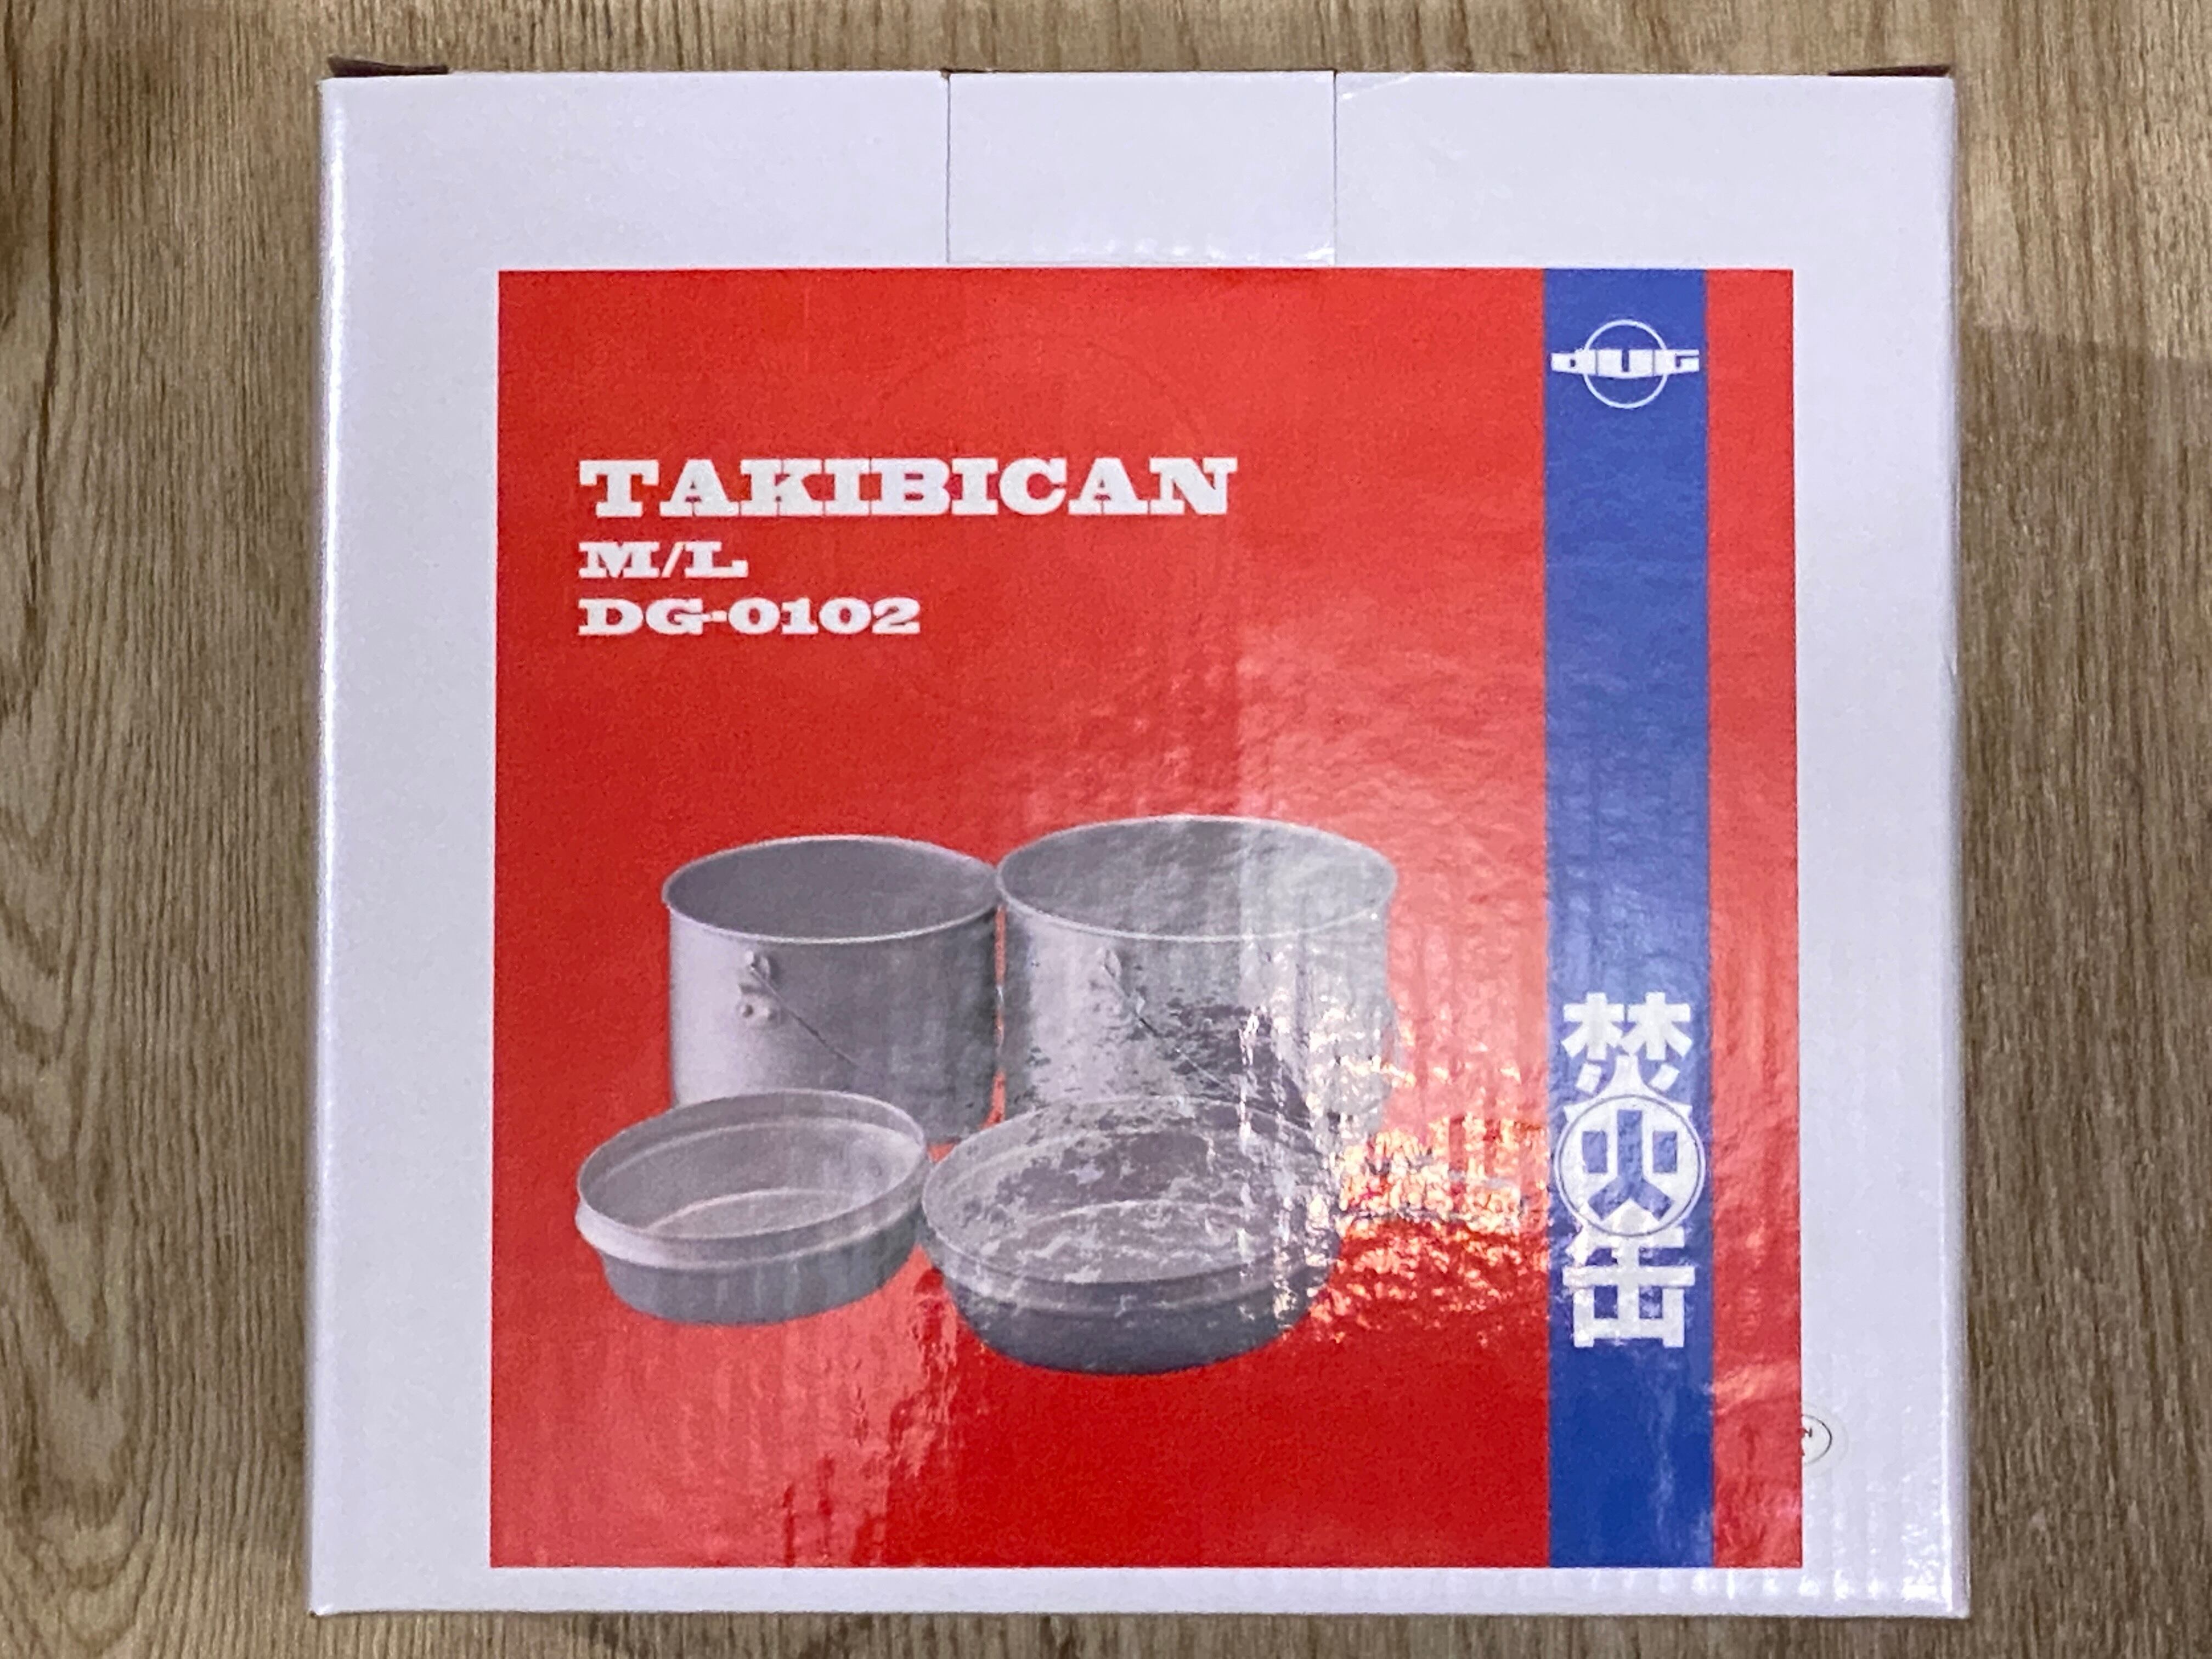 dUG
TAKIBICAN
M/L
DG-0102
焚火缶